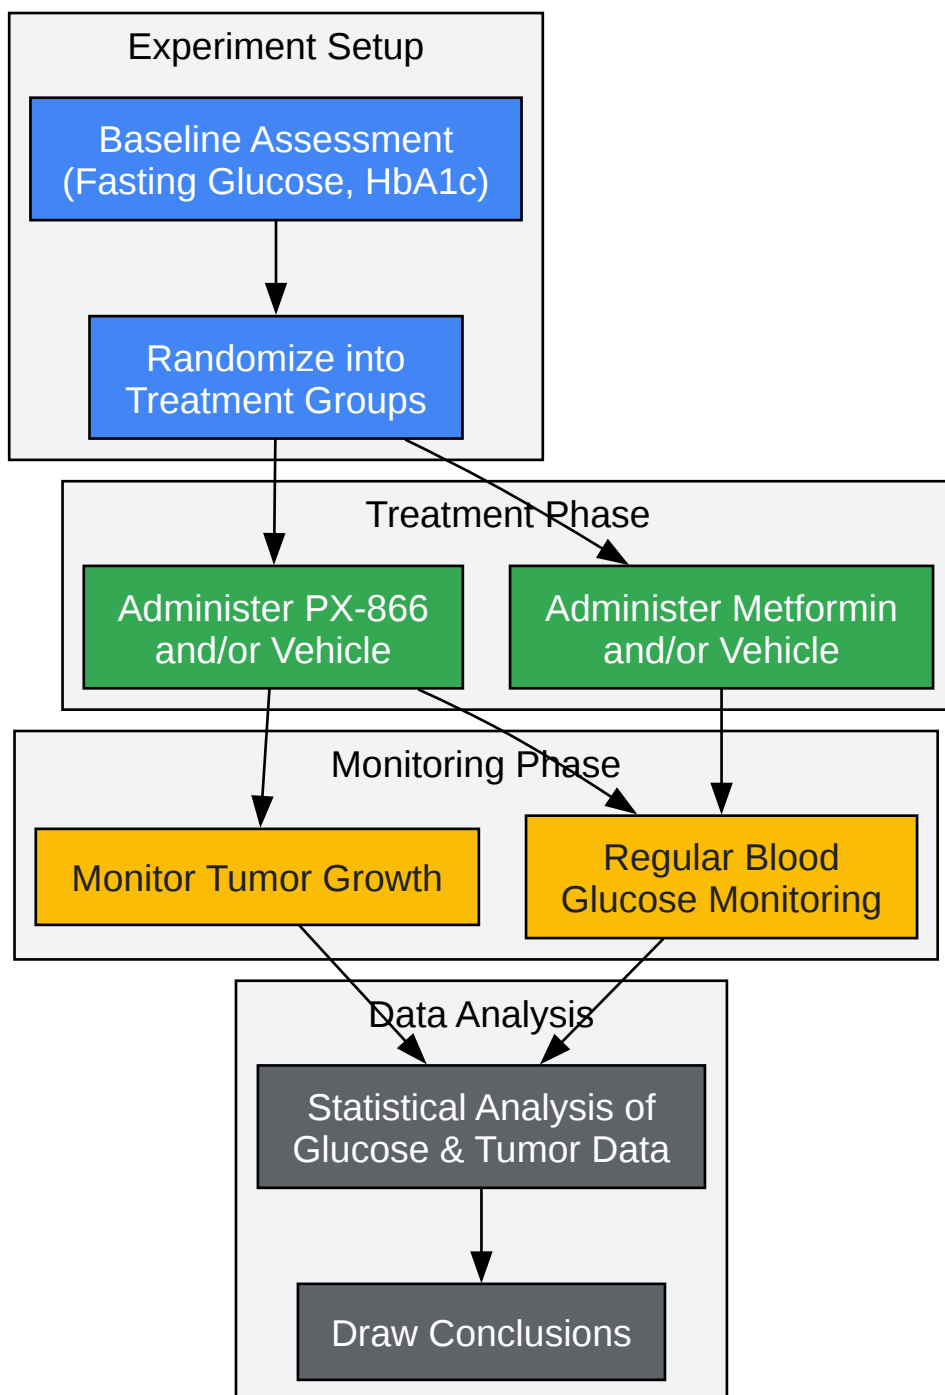 Experiment Setup
Baseline Assessment
(Fasting Glucose, HbA1c)
Randomize into
Treatment Groups
Treatment Phase
Administer PX-866
and/or Vehicle
Administer Metformin
and/or Vehicle
Monitoring Phase
Monitor Tumor Growth
Regular Blood
Glucose Monitoring
Data Analysis
Statistical Analysis of
Glucose & Tumor Data
Draw Conclusions